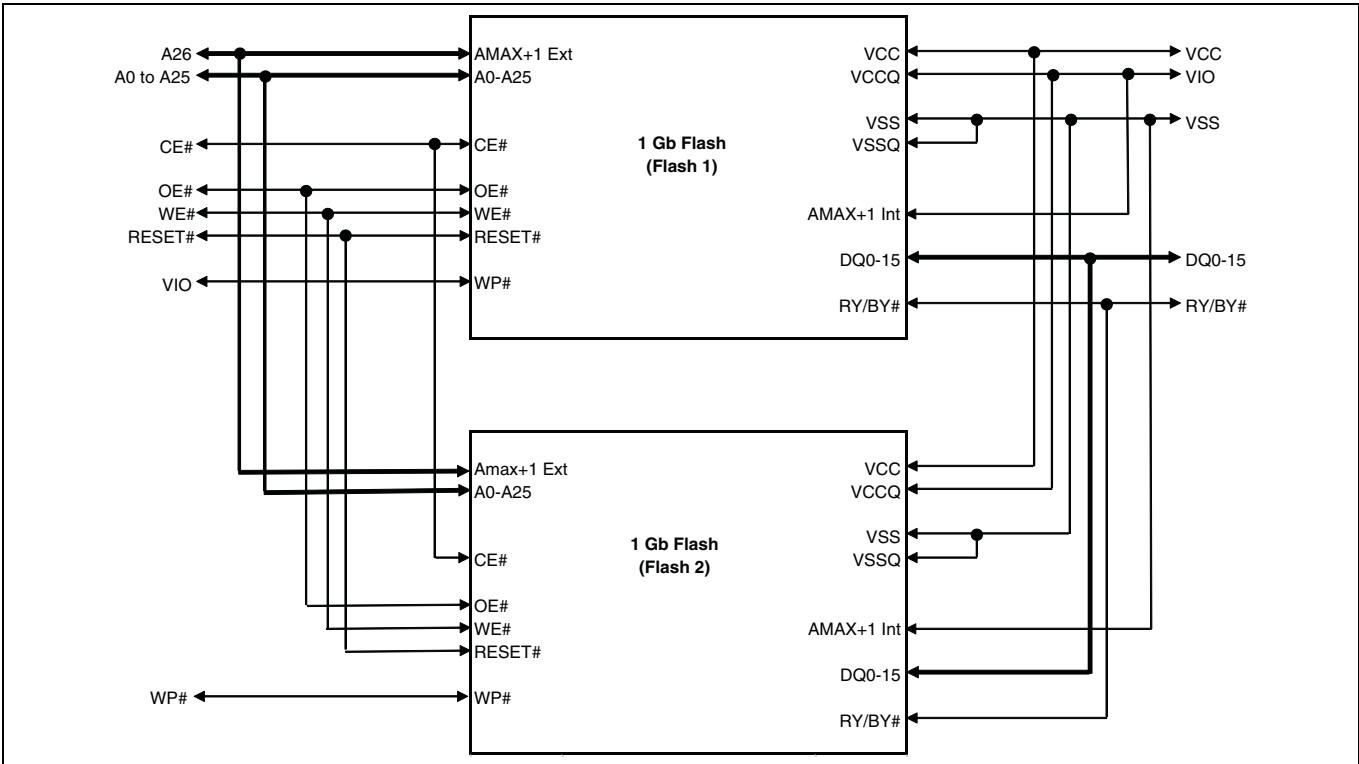 A26
A0 to A25
CE#
OE#
WE#
RESET#
VIO
AMAX+1 Ext
A0-A25
CE#
OE#
WE#
RESET#
WP#
1 Gb Flash
(Flash 1)
VCC
VCCQ
VSS
VSSQ
AMAX+1 Int
DQ0-15
RY/BY#
VCC
VIO
VSS
DQ0-15
RY/BY#
WP#
Amax+1 Ext
A0-A25
CE#
OE#
WE#
RESET#
WP#
1 Gb Flash
(Flash 2)
VCC
VCCQ
VSS
VSSQ
AMAX+1 Int
DQ0-15
RY/BY#